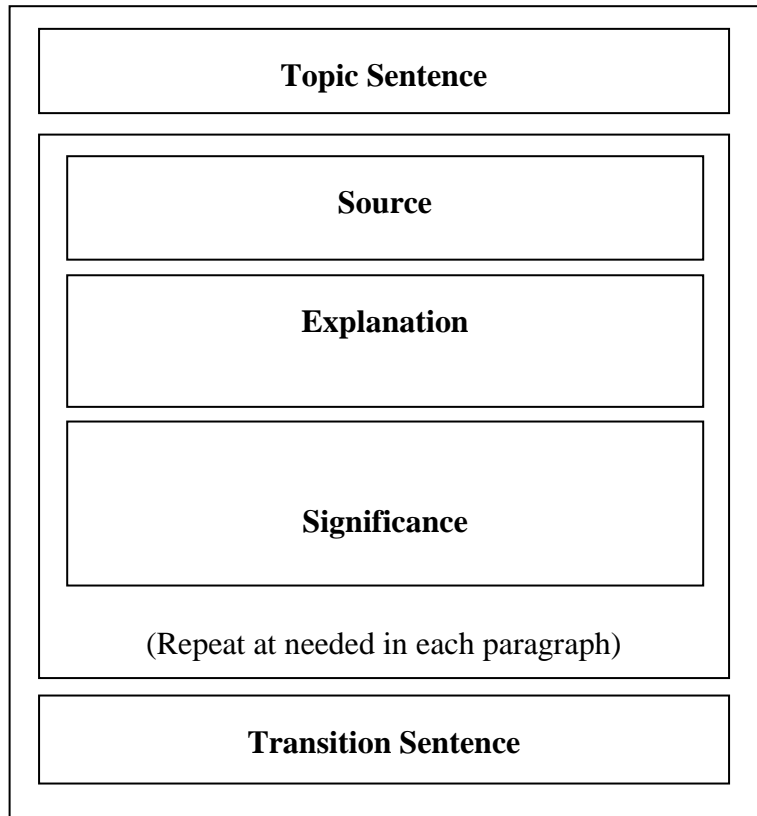 Topic Sentence
Source
Explanation
Significance
(Repeat at needed in each paragraph)
Transition Sentence